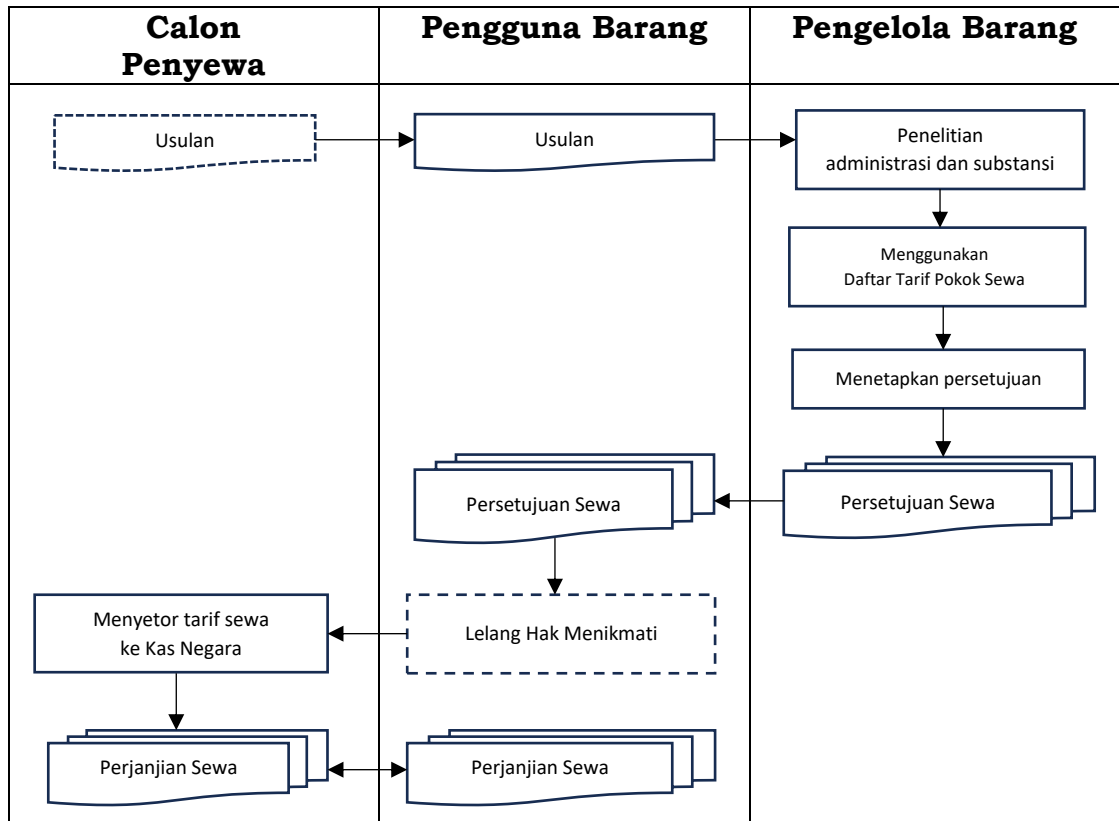 Calon
Penyewa
Pengguna Barang
Pengelola Barang
Usulan
Usulan
Penelitian
administrasi dan substansi
Menggunakan
Daftar Tarif Pokok Sewa
Menetapkan persetujuan
Persetujuan Sewa
Persetujuan Sewa
Menyetor tarif sewa
ke Kas Negara
Lelang Hak Menikmati
Perjanjian Sewa
Perjanjian Sewa